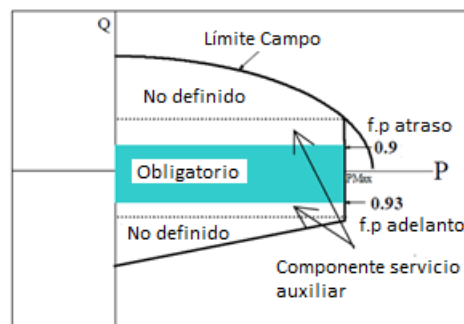 Q
Límite Campo
No definido
f.p atraso
0.9
Obligatorio
PMax
P
0.93
f.p adelanto
No definido
Componente servicio
auxiliar